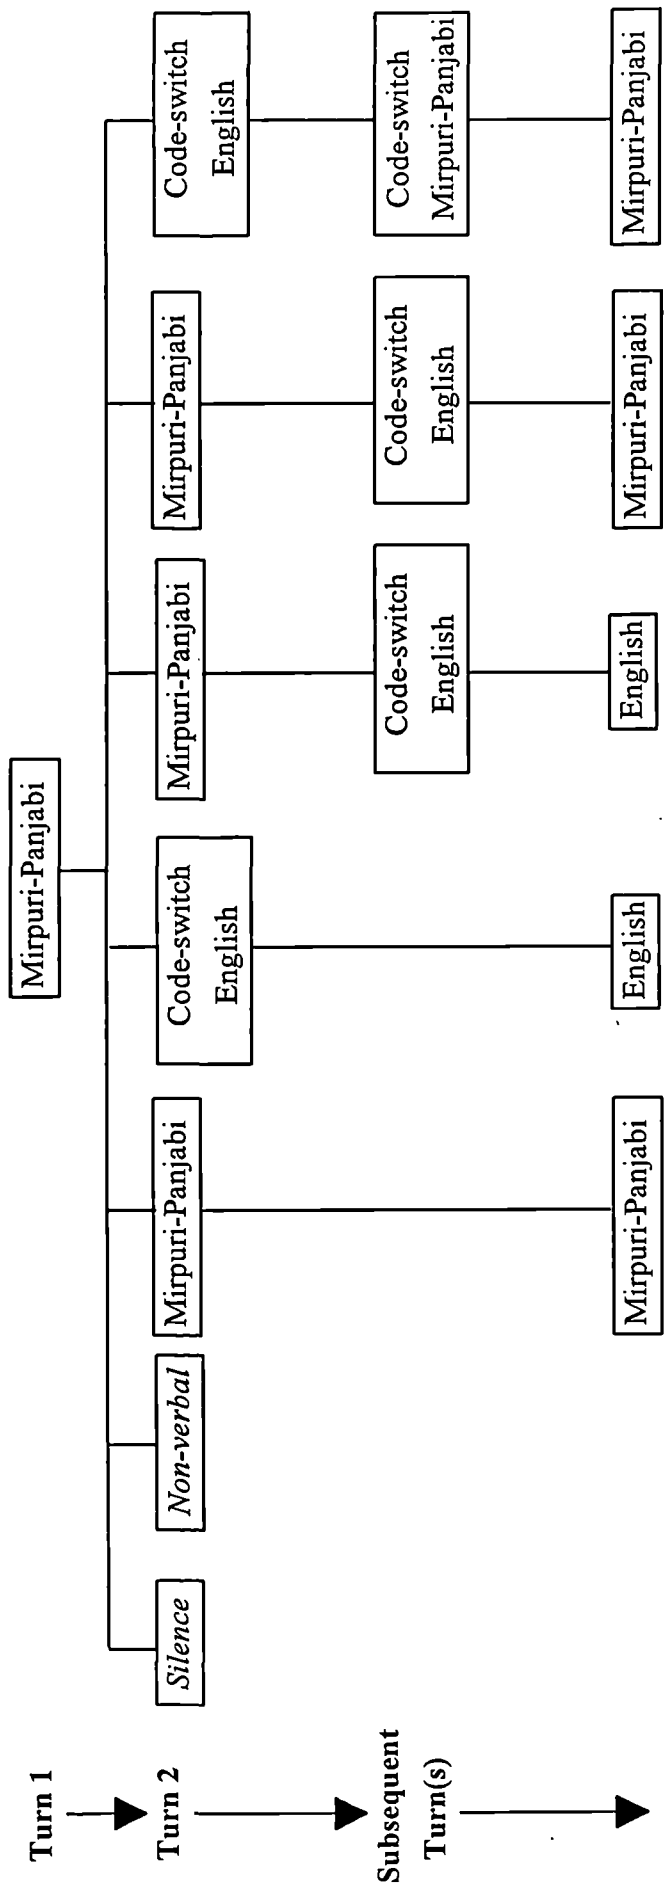 Turn 1
Mirpuri-Panjabi
Turn 2
Silence
Non-verbal
Mirpuri-Panjabi
Code-switch
English
Mirpuri-Panjabi
Mirpuri-Panjabi
Code-switch
English
Subsequent
Turn(s)
Code-switch
English
Code-switch
English
Code-switch
Mirpuri-Panjabi
Mirpuri-Panjabi
English
English
Mirpuri-Panjabi
Mirpuri-Panjabi